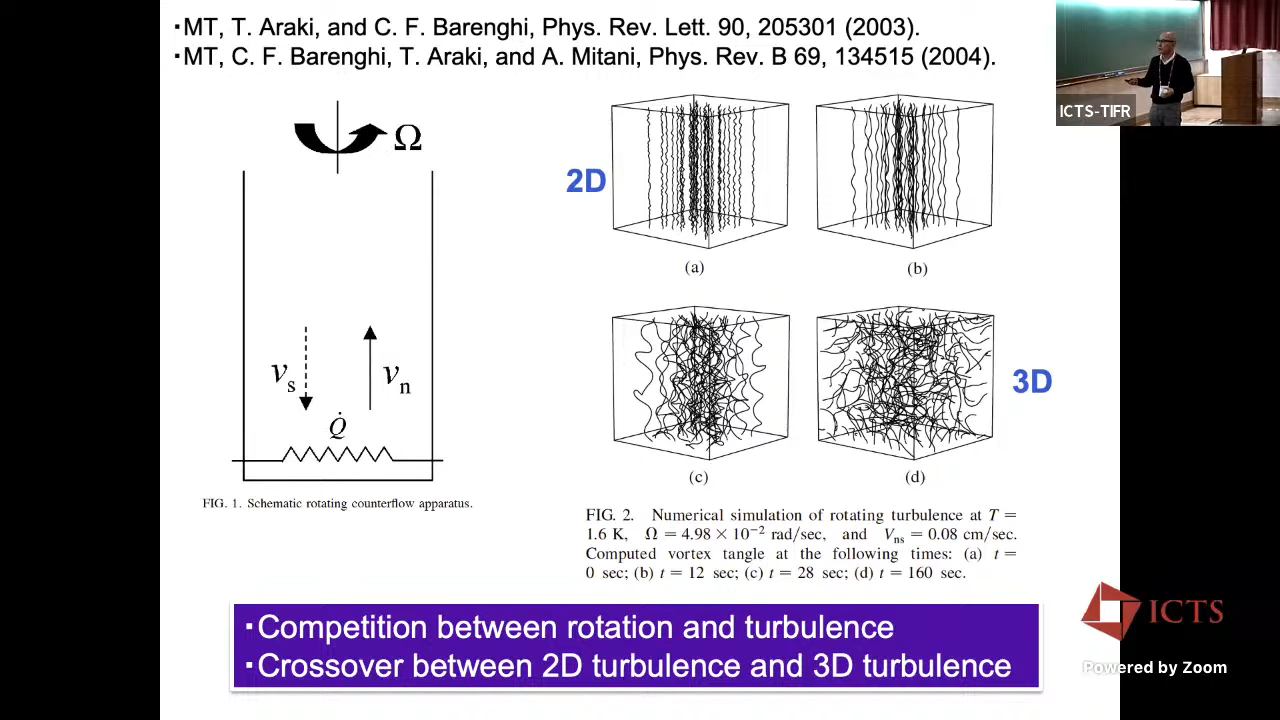 ▪MT, T. Araki, and C. F. Barenghi, Phys. Rev. Lett. 90, 205301 (2003).
▪MT, C. F. Barenghi, T. Araki, and A. Mitani, Phys. Rev. B 69, 134515 (2004).
ICTS-TIFR
Ω
2D
(a)
(b)
v_s
v_n
Q̇
3D
(c)
(d)
FIG. 1. Schematic rotating counterflow apparatus.
FIG. 2. Numerical simulation of rotating turbulence at T =
1.6 K, Ω = 4.98 × 10⁻² rad/sec, and V_ns = 0.08 cm/sec.
Computed vortex tangle at the following times: (a) t =
0 sec; (b) t = 12 sec; (c) t = 28 sec; (d) t = 160 sec.
▪Competition between rotation and turbulence
▪Crossover between 2D turbulence and 3D turbulence
ICTS
Powered by Zoom